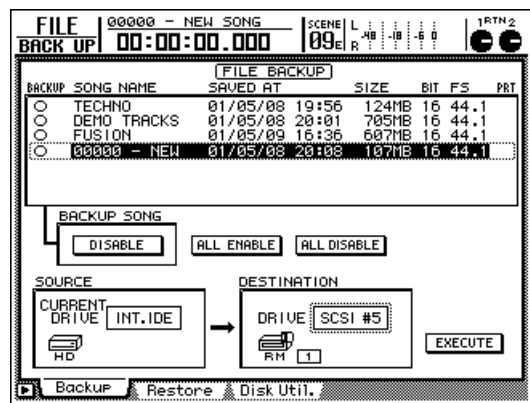 FILE
BACK UP
00000 - NEW SONG
00:00:00.000
SCENE
09E
L -48 -18 -6 0
R
1RTN2
FILE BACKUP
BACKUP SONG NAME SAVED AT SIZE BIT FS PRT
TECHNO 01/05/08 19:56 124MB 16 44.1
DEMO TRACKS 01/05/08 20:01 705MB 16 44.1
FUSION 01/05/09 16:36 607MB 16 44.1
00000 - NEW 01/05/08 20:08 107MB 16 44.1
BACKUP SONG
DISABLE ALL ENABLE ALL DISABLE
SOURCE
CURRENT
DRIVE INT.IDE
HD
DESTINATION
DRIVE SCSI #5
RM 1
EXECUTE
Backup Restore Disk Util.